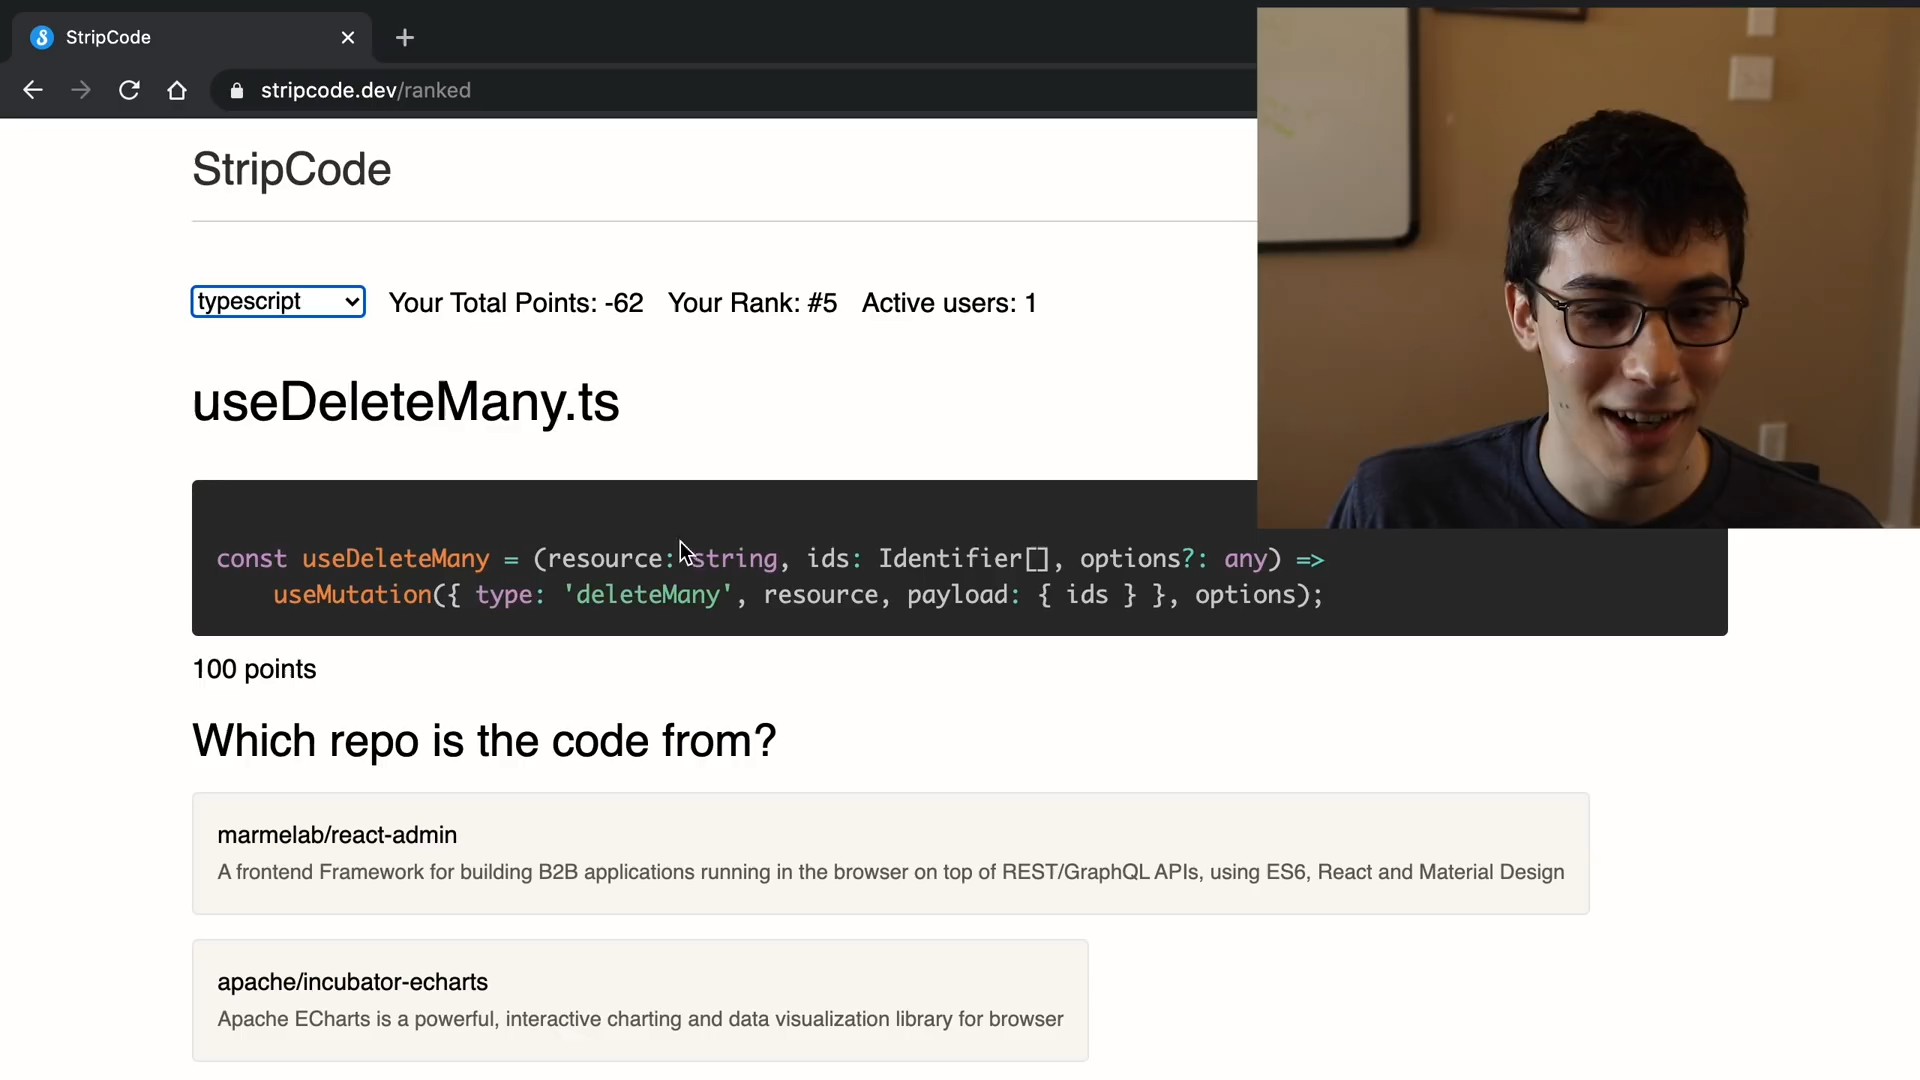 StripCode
stripcode.dev/ranked
StripCode
typescript Your Total Points: -62 Your Rank: #5 Active users: 1
useDeleteMany.ts
const useDeleteMany = (resource: string, ids: Identifier[], options?: any) =>
useMutation({ type: 'deleteMany', resource, payload: { ids } }, options);
100 points
Which repo is the code from?
marmelab/react-admin
A frontend Framework for building B2B applications running in the browser on top of REST/GraphQL APIs, using ES6, React and Material Design
apache/incubator-echarts
Apache ECharts is a powerful, interactive charting and data visualization library for browser